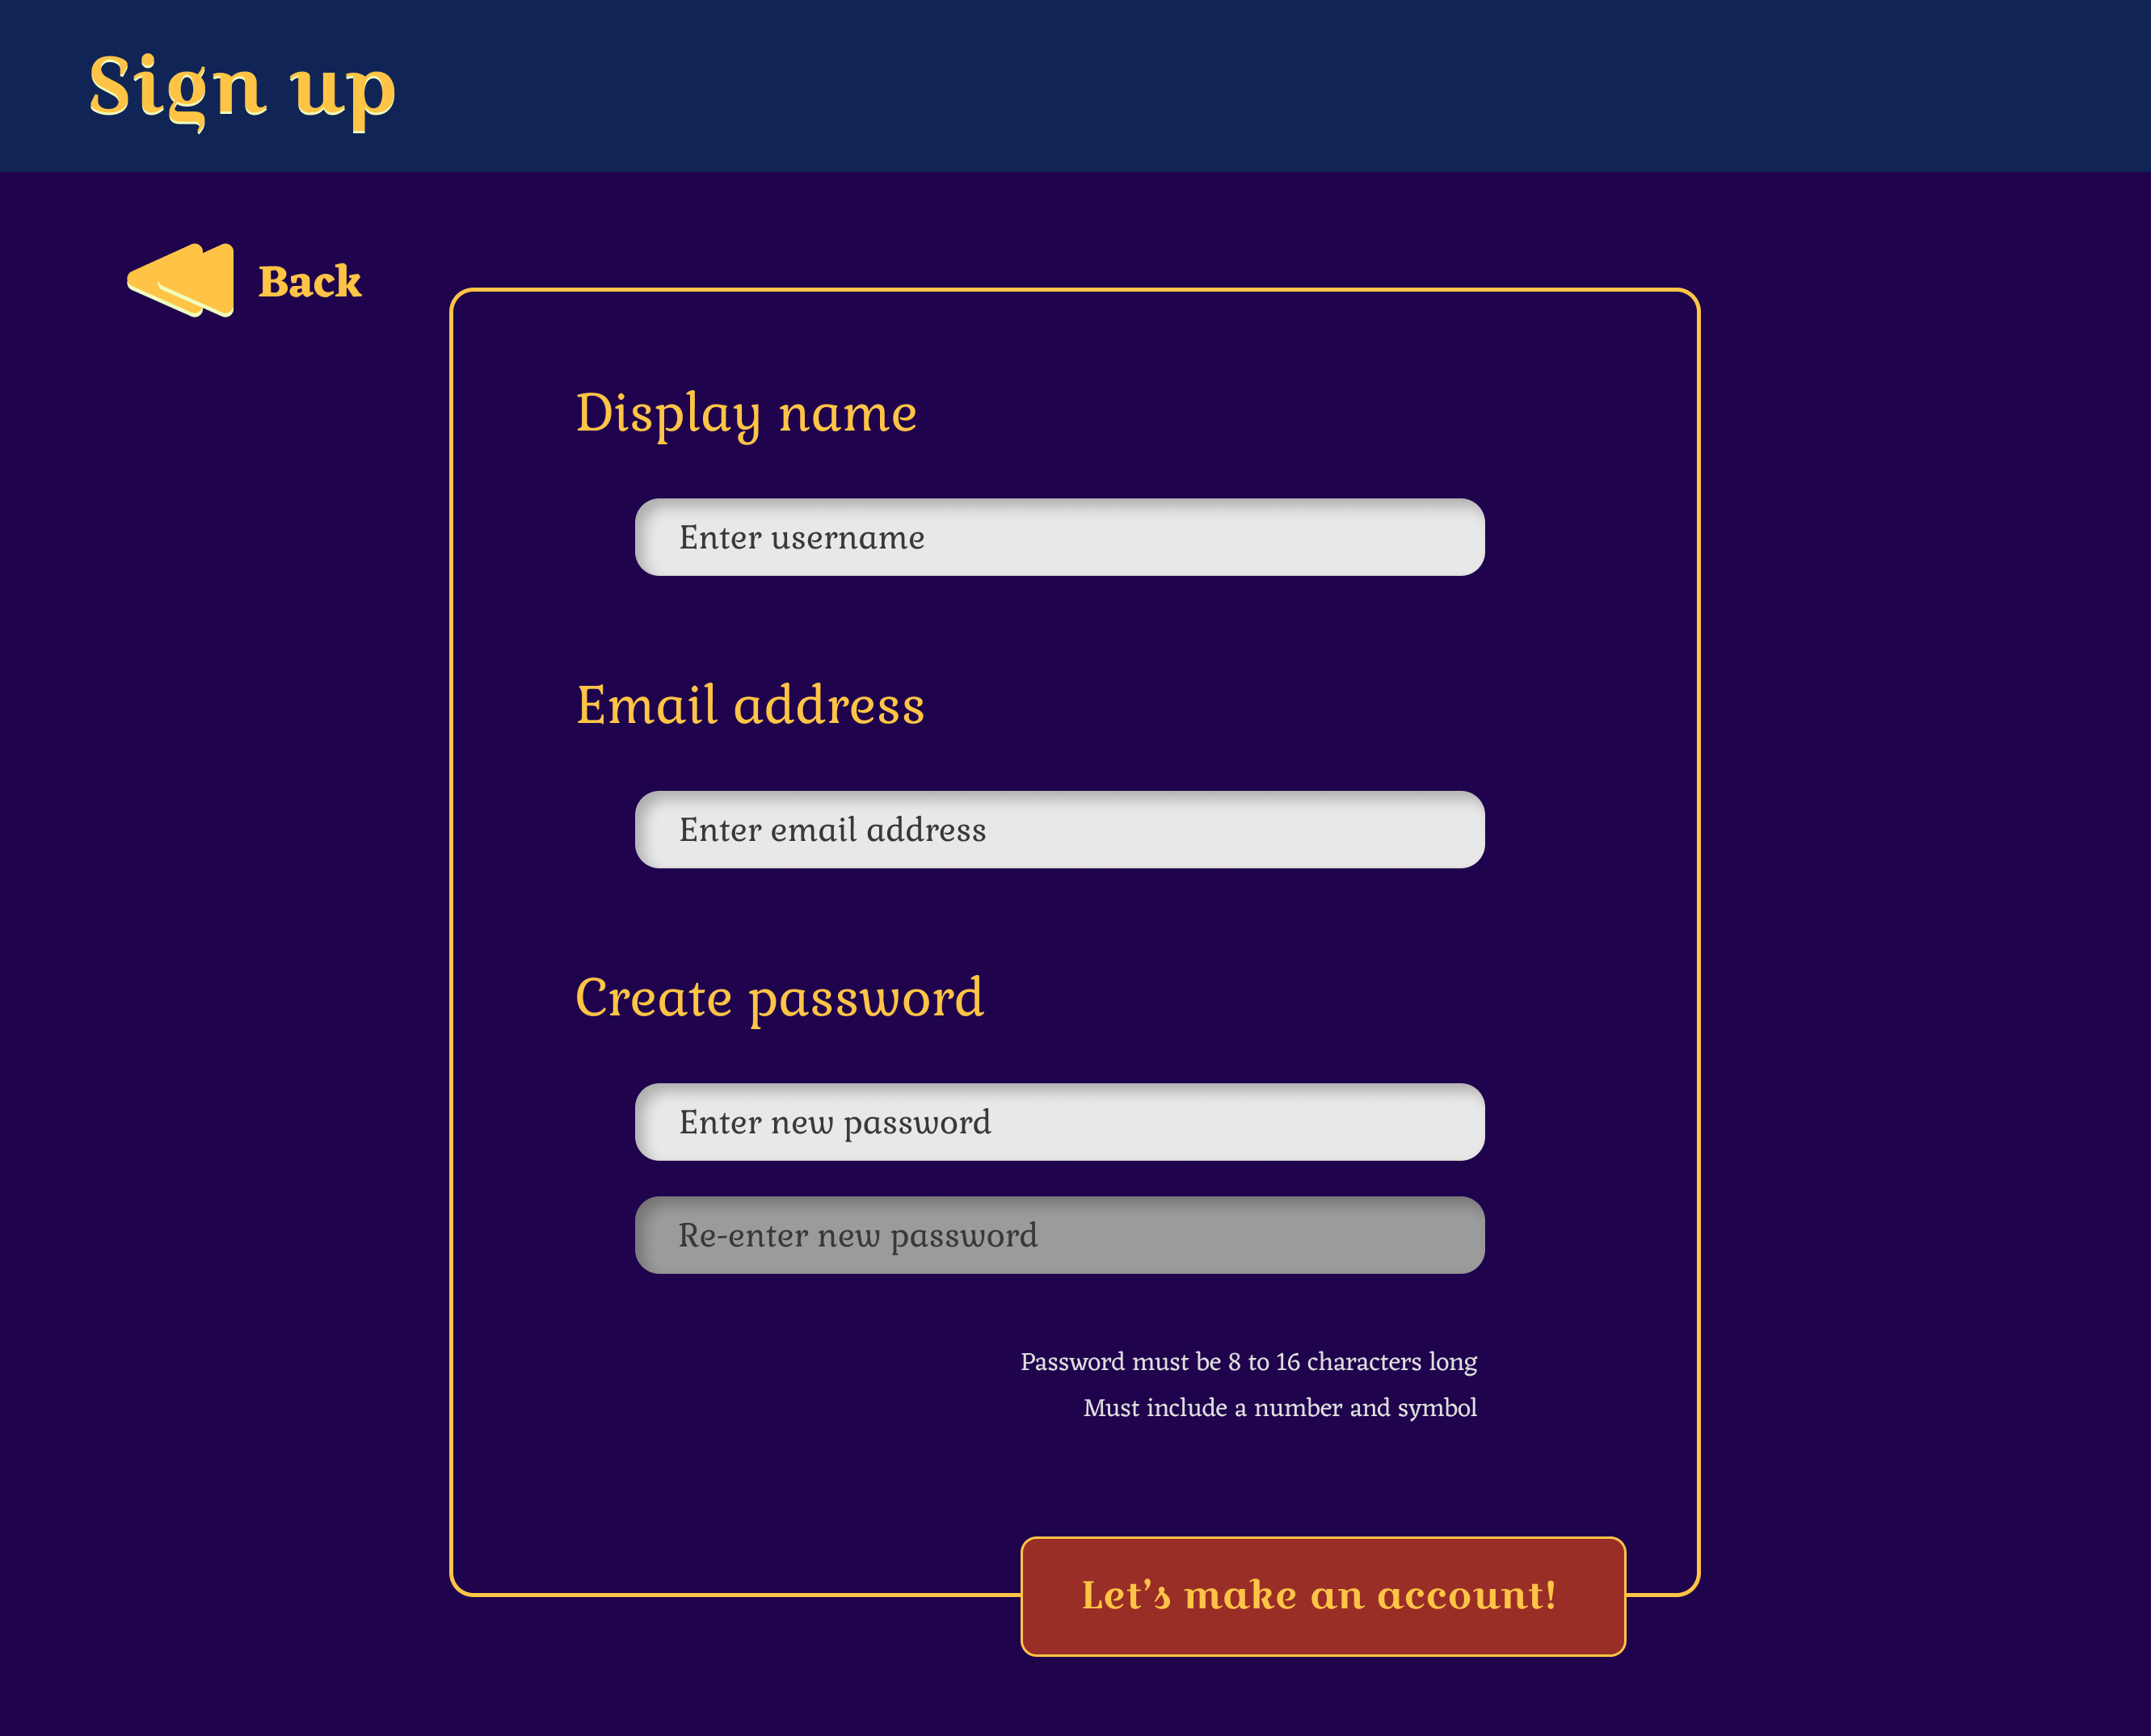 Sign up
Back
Display name
Enter username
Email address
Enter email address
Create password
Enter new password
Re-enter new password
Password must be 8 to 16 characters long
Must include a number and symbol
Let’s make an account!